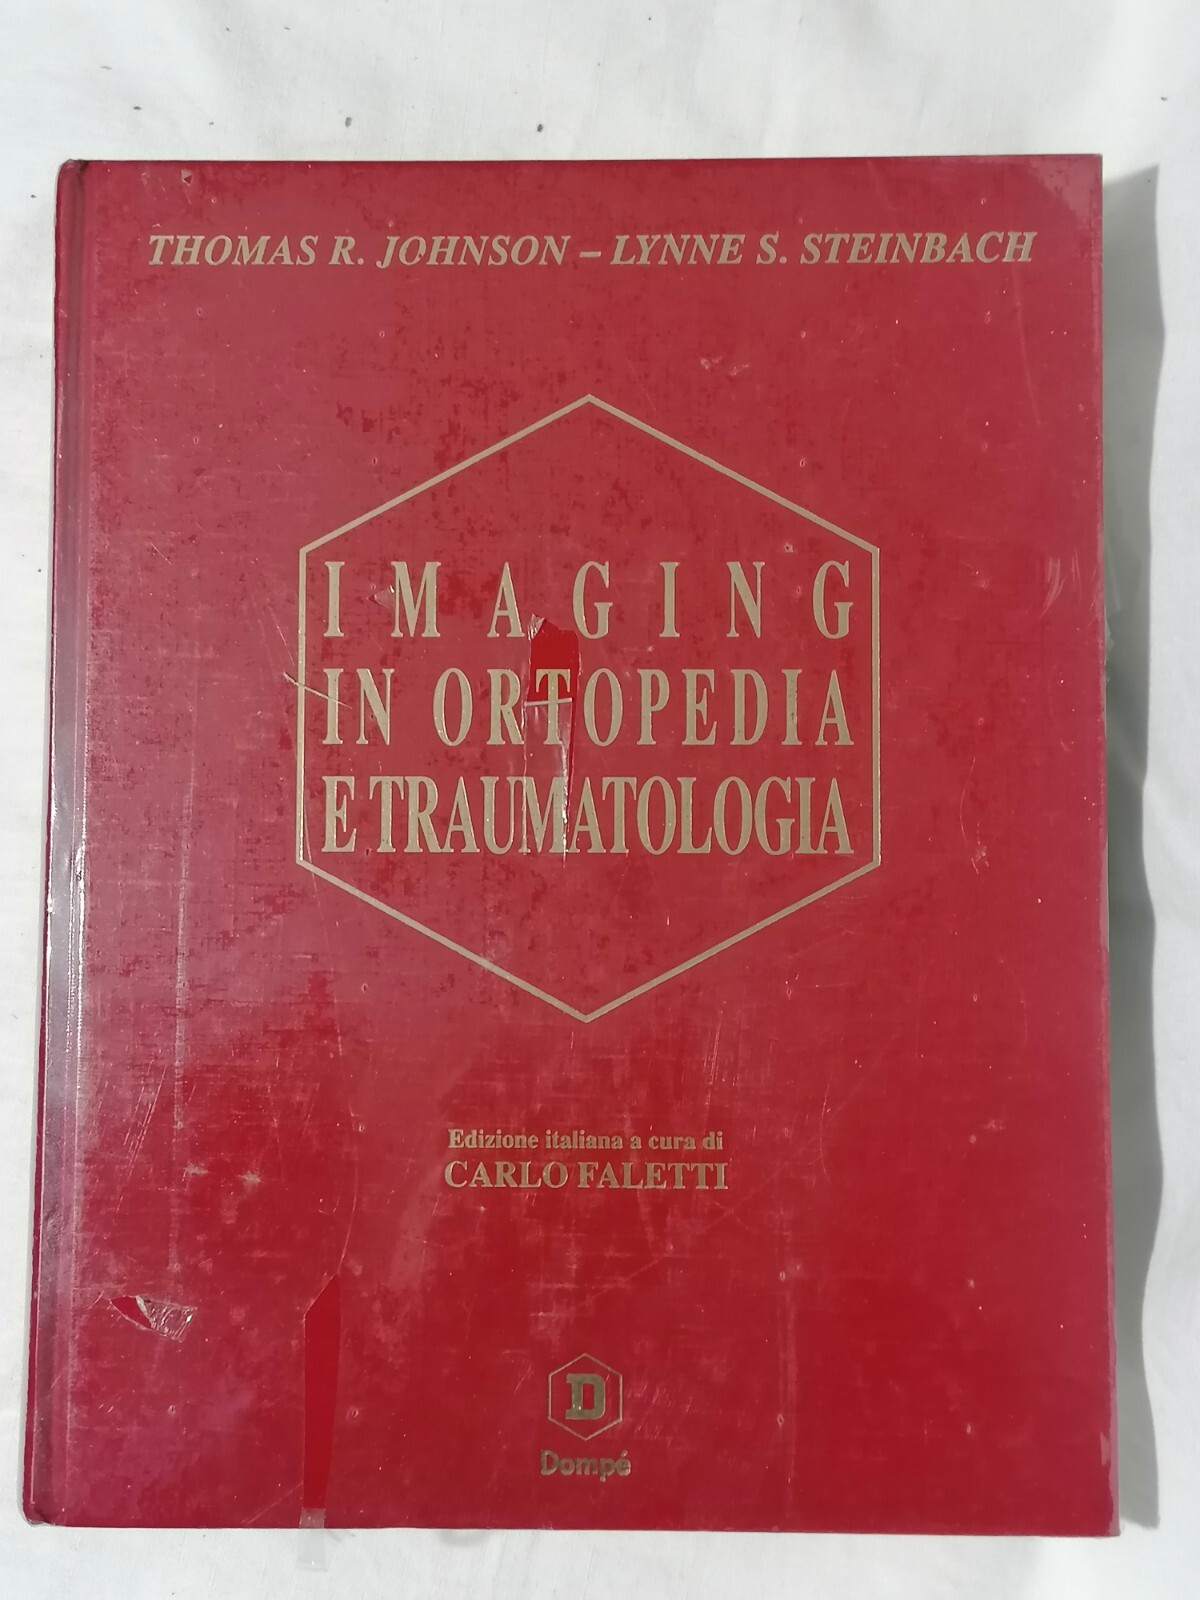 THOMAS R. JOHNSON – LYNNE S. STEINBACH
IMAGING
IN ORTOPEDIA
E TRAUMATOLOGIA
Edizione italiana a cura di
CARLO FALETTI
D
Dompé